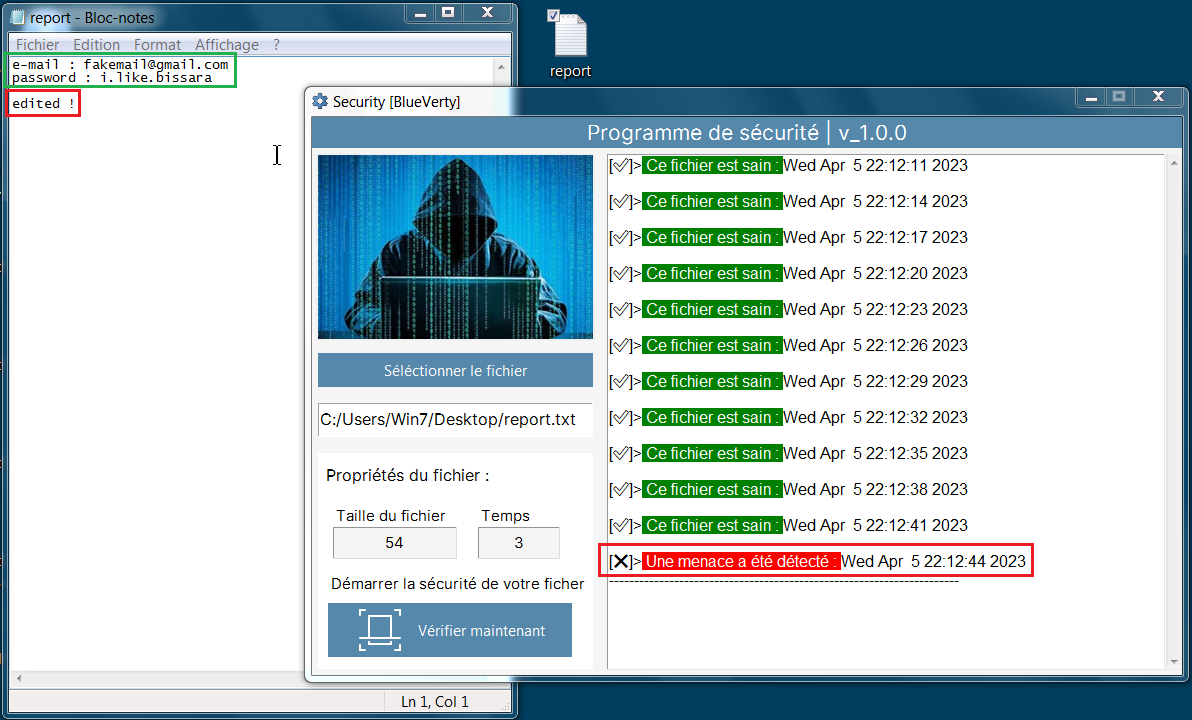 report - Bloc-notes
Fichier Edition Format Affichage ?
e-mail : fakemail@gmail.com
password : i.like.bissara
edited !
Ln 1, Col 1
report
Security [BlueVerty]
Programme de sécurité | v_1.0.0
Séléctionner le fichier
C:/Users/Win7/Desktop/report.txt
Propriétés du fichier :
Taille du fichier Temps
54 3
Démarrer la sécurité de votre ficher
Vérifier maintenant
[✅]> Ce fichier est sain : Wed Apr  5 22:12:11 2023
[✅]> Ce fichier est sain : Wed Apr  5 22:12:14 2023
[✅]> Ce fichier est sain : Wed Apr  5 22:12:17 2023
[✅]> Ce fichier est sain : Wed Apr  5 22:12:20 2023
[✅]> Ce fichier est sain : Wed Apr  5 22:12:23 2023
[✅]> Ce fichier est sain : Wed Apr  5 22:12:26 2023
[✅]> Ce fichier est sain : Wed Apr  5 22:12:29 2023
[✅]> Ce fichier est sain : Wed Apr  5 22:12:32 2023
[✅]> Ce fichier est sain : Wed Apr  5 22:12:35 2023
[✅]> Ce fichier est sain : Wed Apr  5 22:12:38 2023
[✅]> Ce fichier est sain : Wed Apr  5 22:12:41 2023
[❌]> Une menace a été détecté : Wed Apr  5 22:12:44 2023
----------------------------------------------------------------------